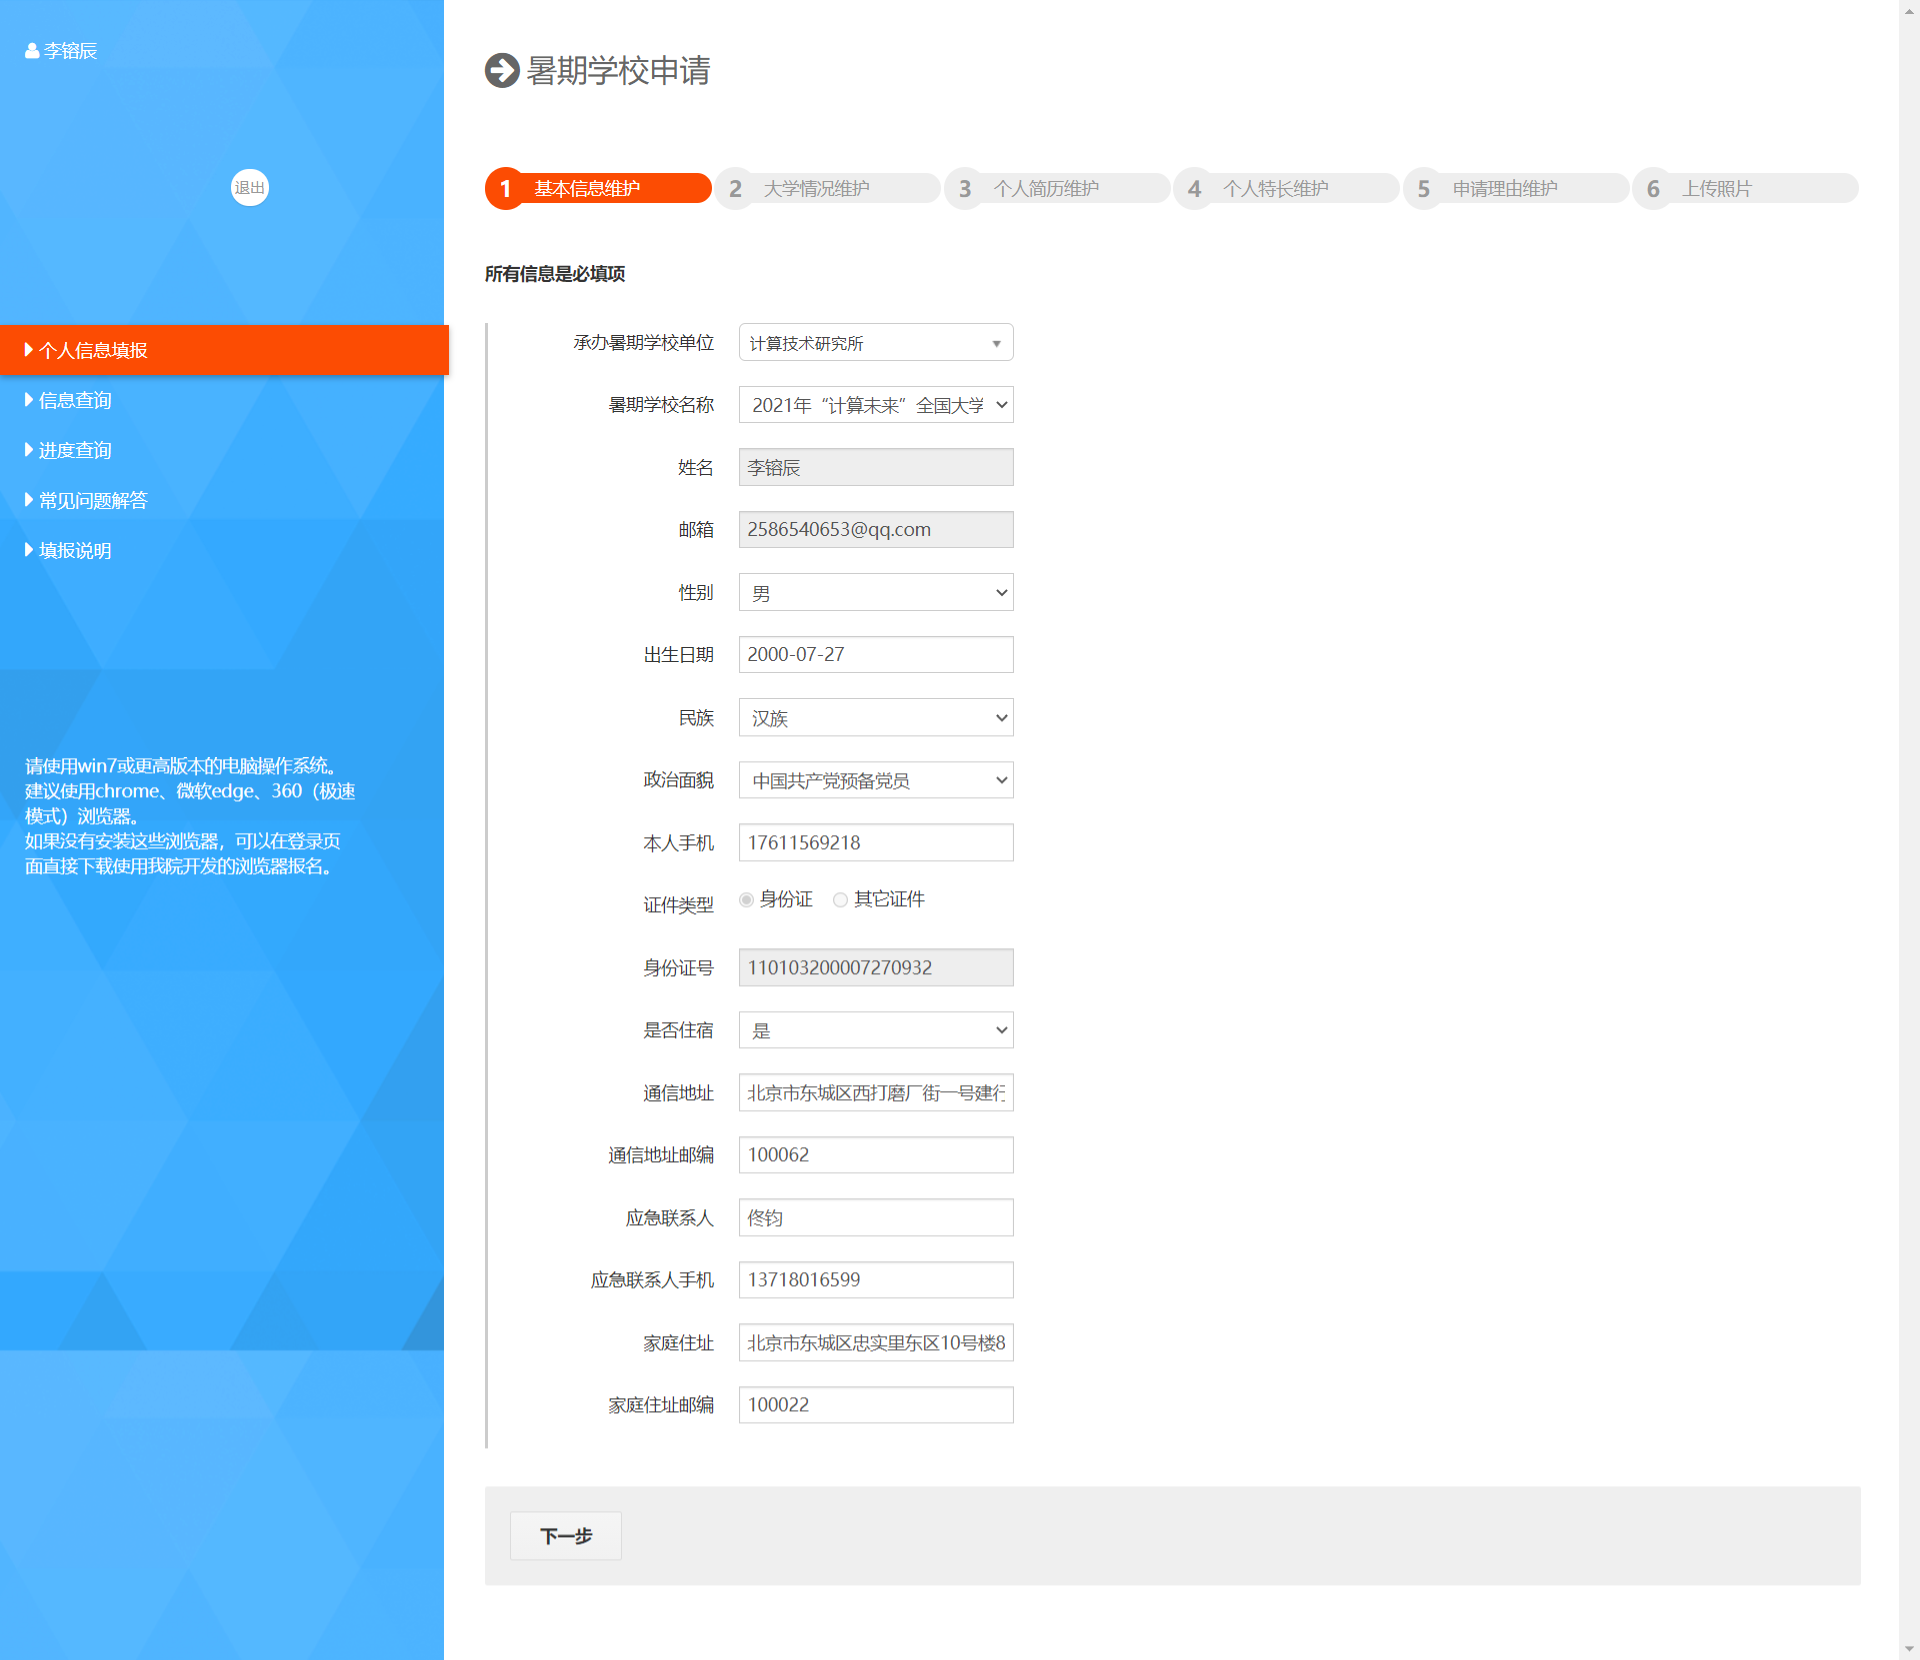 李镕辰
退出
个人信息填报
信息查询
进度查询
常见问题解答
填报说明
请使用win7或更高版本的电脑操作系统。
建议使用chrome、微软edge、360（极速
模式）浏览器。
如果没有安装这些浏览器，可以在登录页
面直接下载使用我院开发的浏览器报名。
暑期学校申请
1 基本信息维护 2 大学情况维护 3 个人简历维护 4 个人特长维护 5 申请理由维护 6 上传照片
所有信息是必填项
承办暑期学校单位 计算技术研究所
暑期学校名称 2021年“计算未来”全国大学
姓名 李镕辰
邮箱 2586540653@qq.com
性别 男
出生日期 2000-07-27
民族 汉族
政治面貌 中国共产党预备党员
本人手机 17611569218
证件类型 身份证 其它证件
身份证号 110103200007270932
是否住宿 是
通信地址 北京市东城区西打磨厂街一号建行
通信地址邮编 100062
应急联系人 佟钧
应急联系人手机 13718016599
家庭住址 北京市东城区忠实里东区10号楼8
家庭住址邮编 100022
下一步